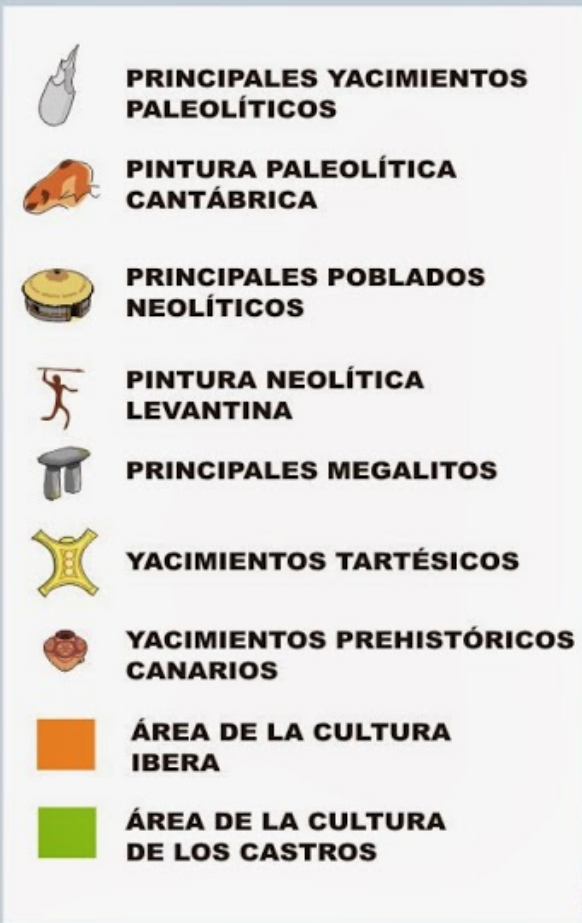 PRINCIPALES YACIMIENTOS
PALEOLÍTICOS
PINTURA PALEOLÍTICA
CANTÁBRICA
PRINCIPALES POBLADOS
NEOLÍTICOS
PINTURA NEOLÍTICA
LEVANTINA
PRINCIPALES MEGALITOS
YACIMIENTOS TARTÉSICOS
YACIMIENTOS PREHISTÓRICOS
CANARIOS
ÁREA DE LA CULTURA
IBERA
ÁREA DE LA CULTURA
DE LOS CASTROS